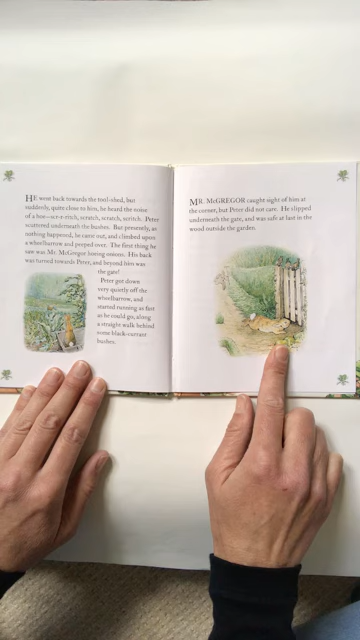 HE went back towards the tool-shed, but
suddenly, quite close to him, he heard the noise
of a hoe—scr-r-ritch, scratch, scratch, scritch. Peter
scuttered underneath the bushes. But presently, as
nothing happened, he came out, and climbed upon
a wheelbarrow and peeped over. The first thing he
saw was Mr. McGregor hoeing onions. His back
was turned towards Peter, and beyond him was
the gate!
Peter got down
very quietly off the
wheelbarrow, and
started running as fast
as he could go, along
a straight walk behind
some black-currant
bushes.
MR. McGREGOR caught sight of him at
the corner, but Peter did not care. He slipped
underneath the gate, and was safe at last in the
wood outside the garden.